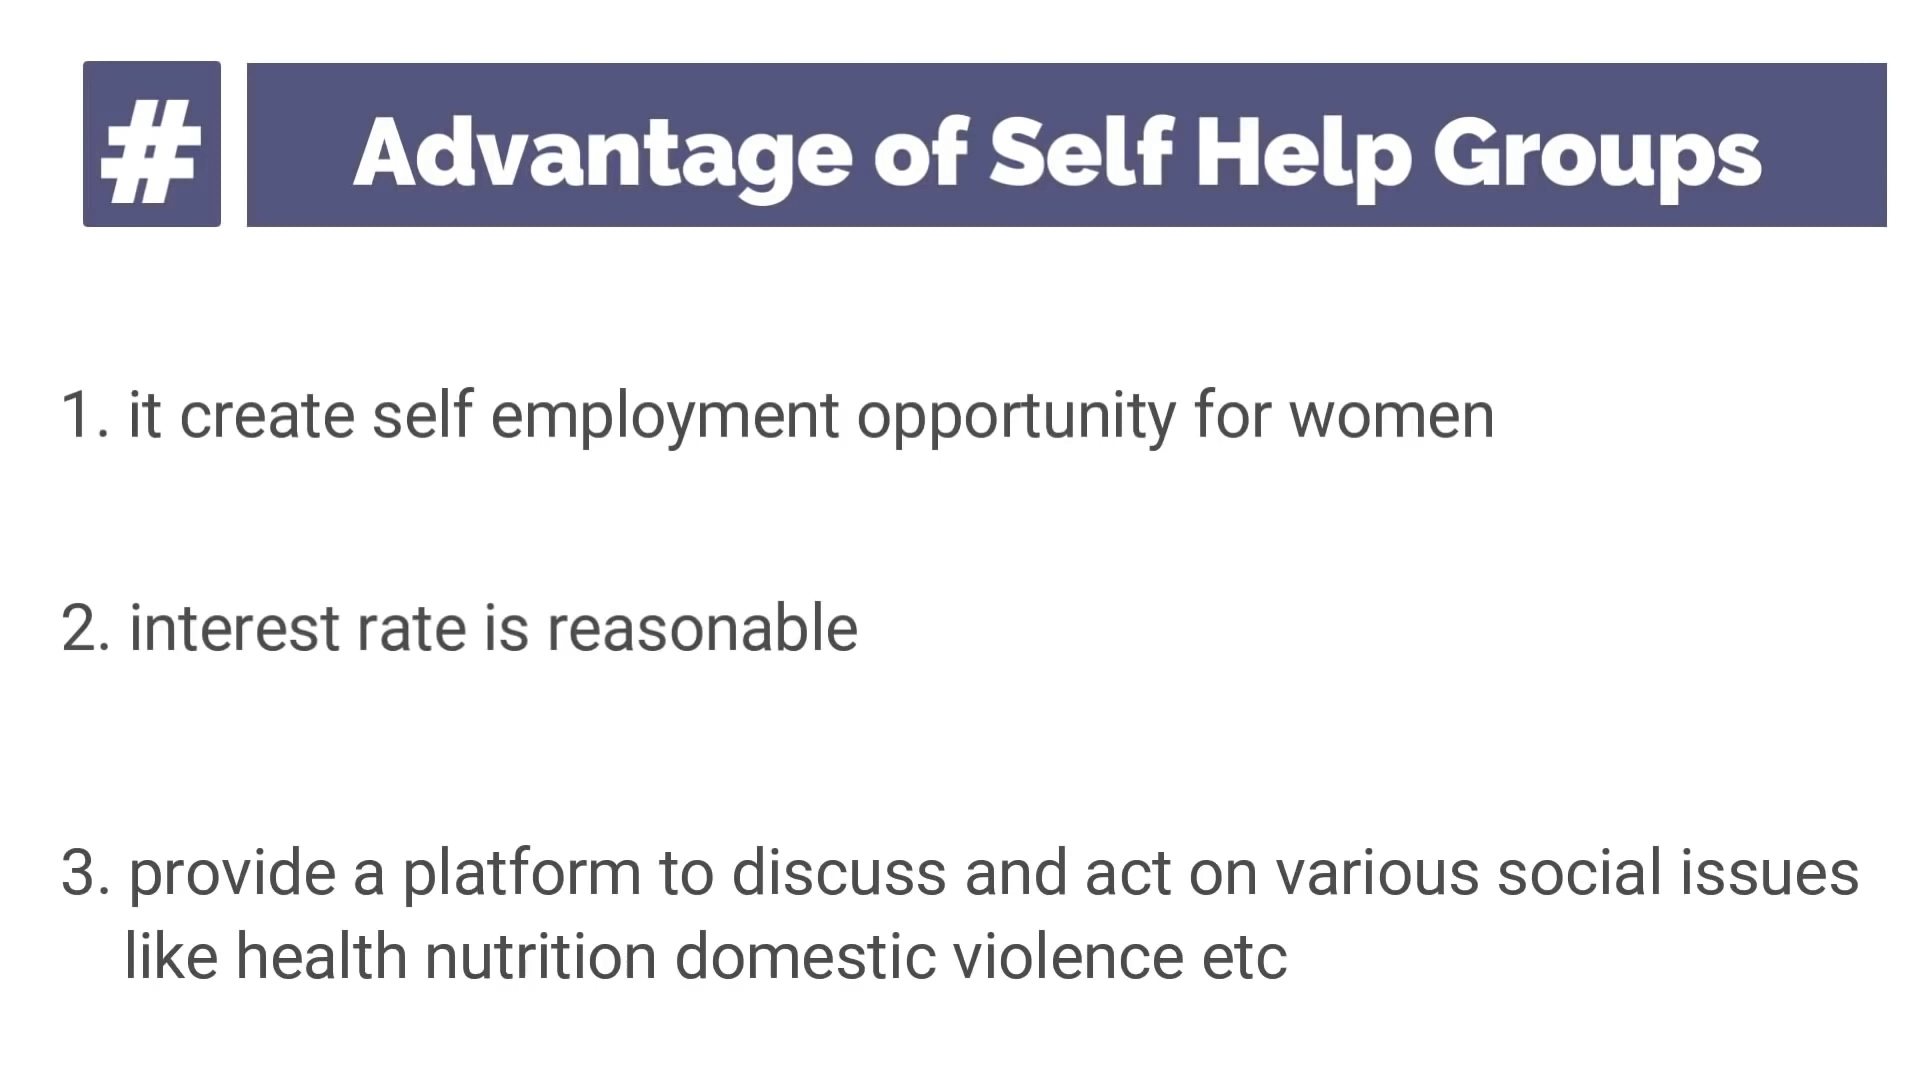 # Advantage of Self Help Groups
1. it create self employment opportunity for women
2. interest rate is reasonable
3. provide a platform to discuss and act on various social issues
like health nutrition domestic violence etc